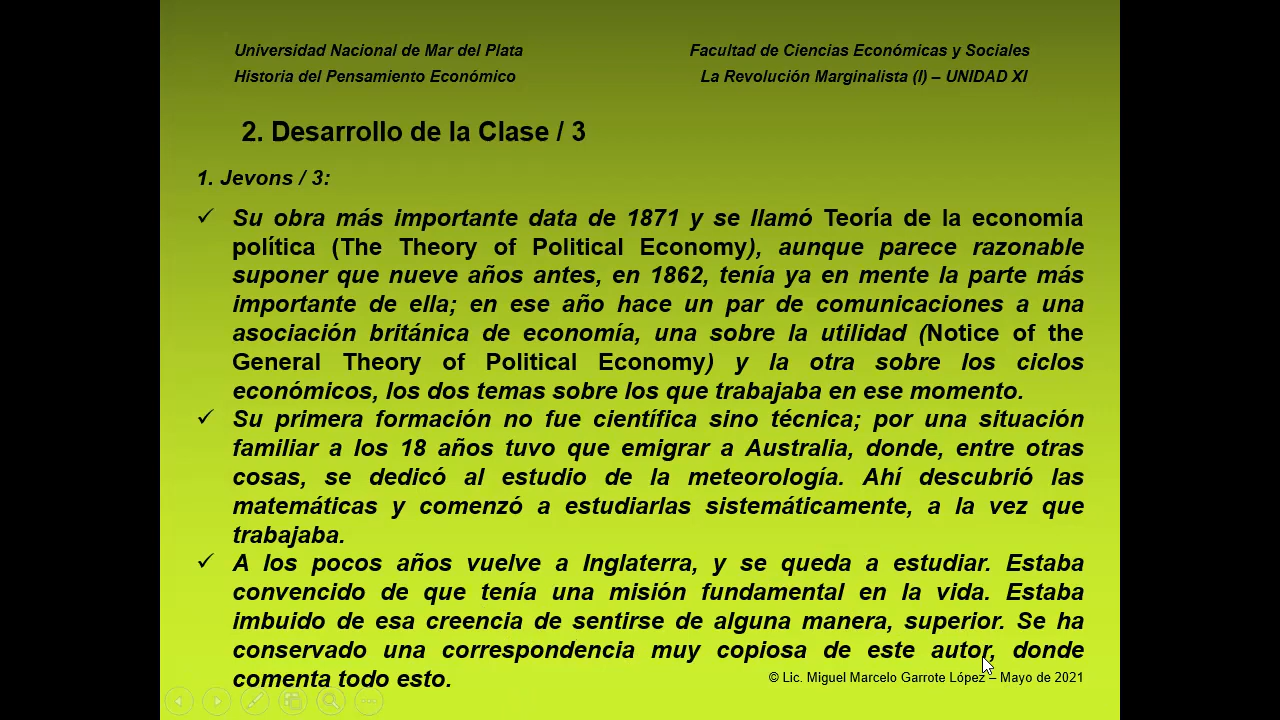 Universidad Nacional de Mar del Plata
Facultad de Ciencias Económicas y Sociales
Historia del Pensamiento Económico
La Revolución Marginalista (I) – UNIDAD XI
2. Desarrollo de la Clase / 3
1. Jevons / 3:
✓ Su obra más importante data de 1871 y se llamó Teoría de la economía
política (The Theory of Political Economy), aunque parece razonable
suponer que nueve años antes, en 1862, tenía ya en mente la parte más
importante de ella; en ese año hace un par de comunicaciones a una
asociación británica de economía, una sobre la utilidad (Notice of the
General Theory of Political Economy) y la otra sobre los ciclos
económicos, los dos temas sobre los que trabajaba en ese momento.
✓ Su primera formación no fue científica sino técnica; por una situación
familiar a los 18 años tuvo que emigrar a Australia, donde, entre otras
cosas, se dedicó al estudio de la meteorología. Ahí descubrió las
matemáticas y comenzó a estudiarlas sistemáticamente, a la vez que
trabajaba.
✓ A los pocos años vuelve a Inglaterra, y se queda a estudiar. Estaba
convencido de que tenía una misión fundamental en la vida. Estaba
imbuido de esa creencia de sentirse de alguna manera, superior. Se ha
conservado una correspondencia muy copiosa de este autor, donde
comenta todo esto.
© Lic. Miguel Marcelo Garrote López – Mayo de 2021